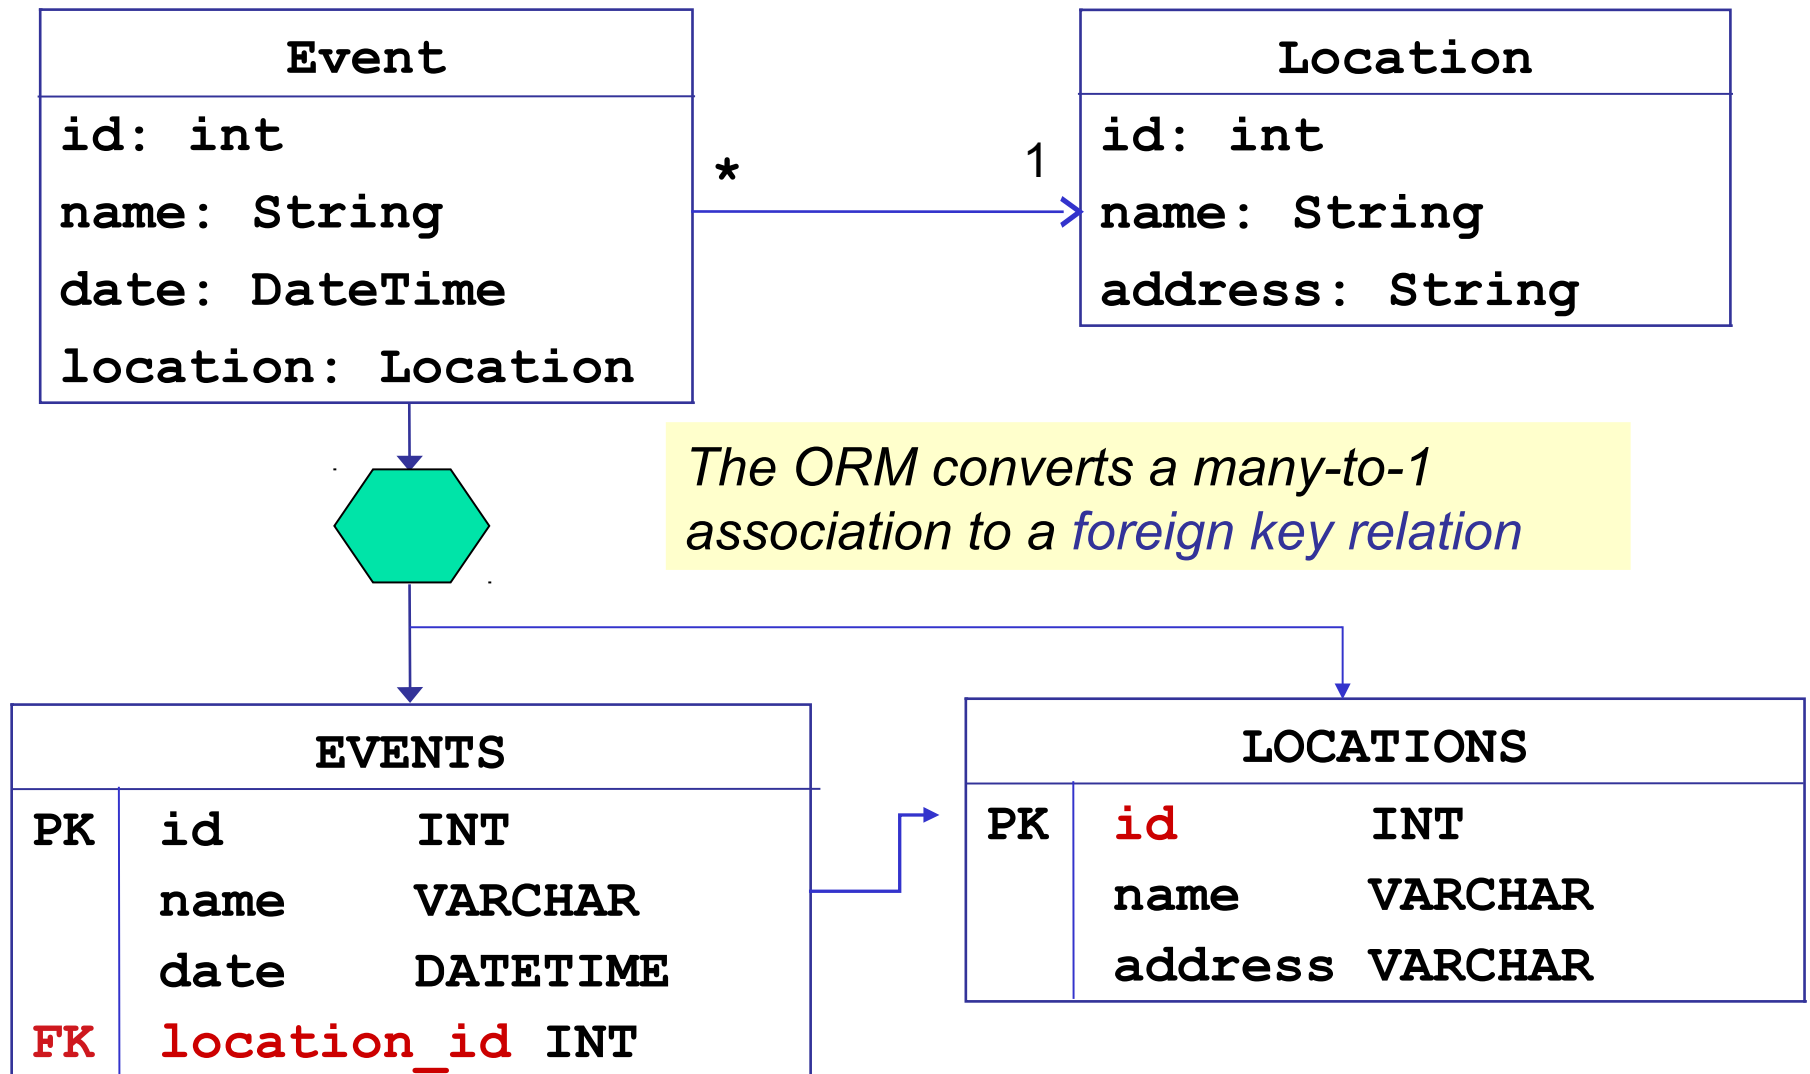 Event
id: int
name: String
date: DateTime
location: Location
* 1
Location
id: int
name: String
address: String
The ORM converts a many-to-1
association to a foreign key relation
EVENTS
PK id INT
name VARCHAR
date DATETIME
FK location_id INT
LOCATIONS
PK id INT
name VARCHAR
address VARCHAR